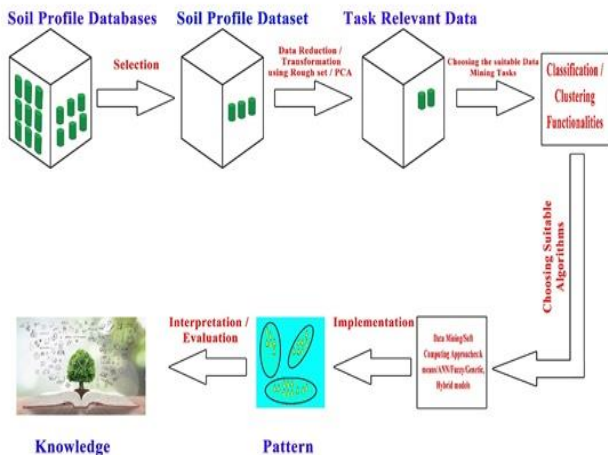 Soil Profile Databases
Soil Profile Dataset
Task Relevant Data
Selection
Data Reduction /
Transformation
using Rough set / PCA
Choosing the suitable Data
Mining Tasks
Classification /
Clustering
Functionalities
Choosing Suitable
Algorithms
Data Mining/Soft
Computing Approaches:k
means/ANN/Fuzzy/Genetic,
Hybrid models
Implementation
Interpretation /
Evaluation
Knowledge
Pattern